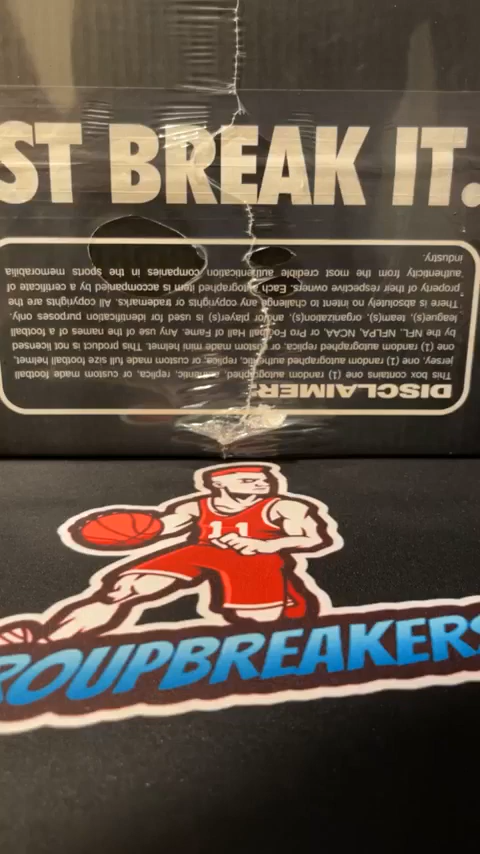 ST BREAK IT.
DISCLAIMER:
This box contains one (1) random autographed, authentic, replica, or custom made football
jersey, one (1) random autographed authentic, replica, or custom made full size football helmet,
one (1) random autographed replica, or custom made mini helmet. This product is not licensed
by the NFL, NFLPA, NCAA or Pro Football Hall of Fame. Any use of the names of a football
league(s), team(s), organization(s), and/or player(s) is used for identification purposes only.
There is absolutely no intent to challenge any copyrights or trademarks. All copyrights are the
property of their respective owners. Each autographed item is accompanied by a certificate of
authenticity from the most credible authentication companies in the sports memorabilia
industry.
11
ROUPBREAKERS